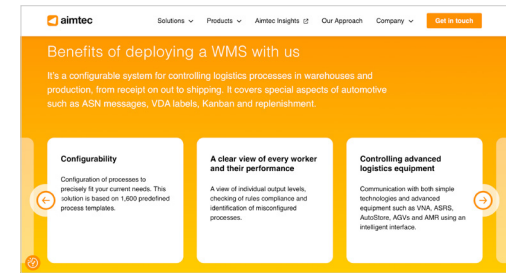 aimtec
Solutions
Products
Aimtec Insights
Our Approach
Company
Get in touch
Benefits of deploying a WMS with us
It's a configurable system for controlling logistics processes in warehouses and
production, from receipt on out to shipping. It covers special aspects of automotive
such as ASN messages, VDA labels, Kanban and replenishment.
Configurability
Configuration of processes to
precisely fit your current needs. This
solution is based on 1,600 predefined
process templates.
A clear view of every worker
and their performance
A view of individual output levels,
checking of rules compliance and
identification of misconfigured
processes.
Controlling advanced
logistics equipment
Communication with both simple
technologies and advanced
equipment such as VNA, ASRS,
AutoStore, AGVs and AMR using an
intelligent interface.